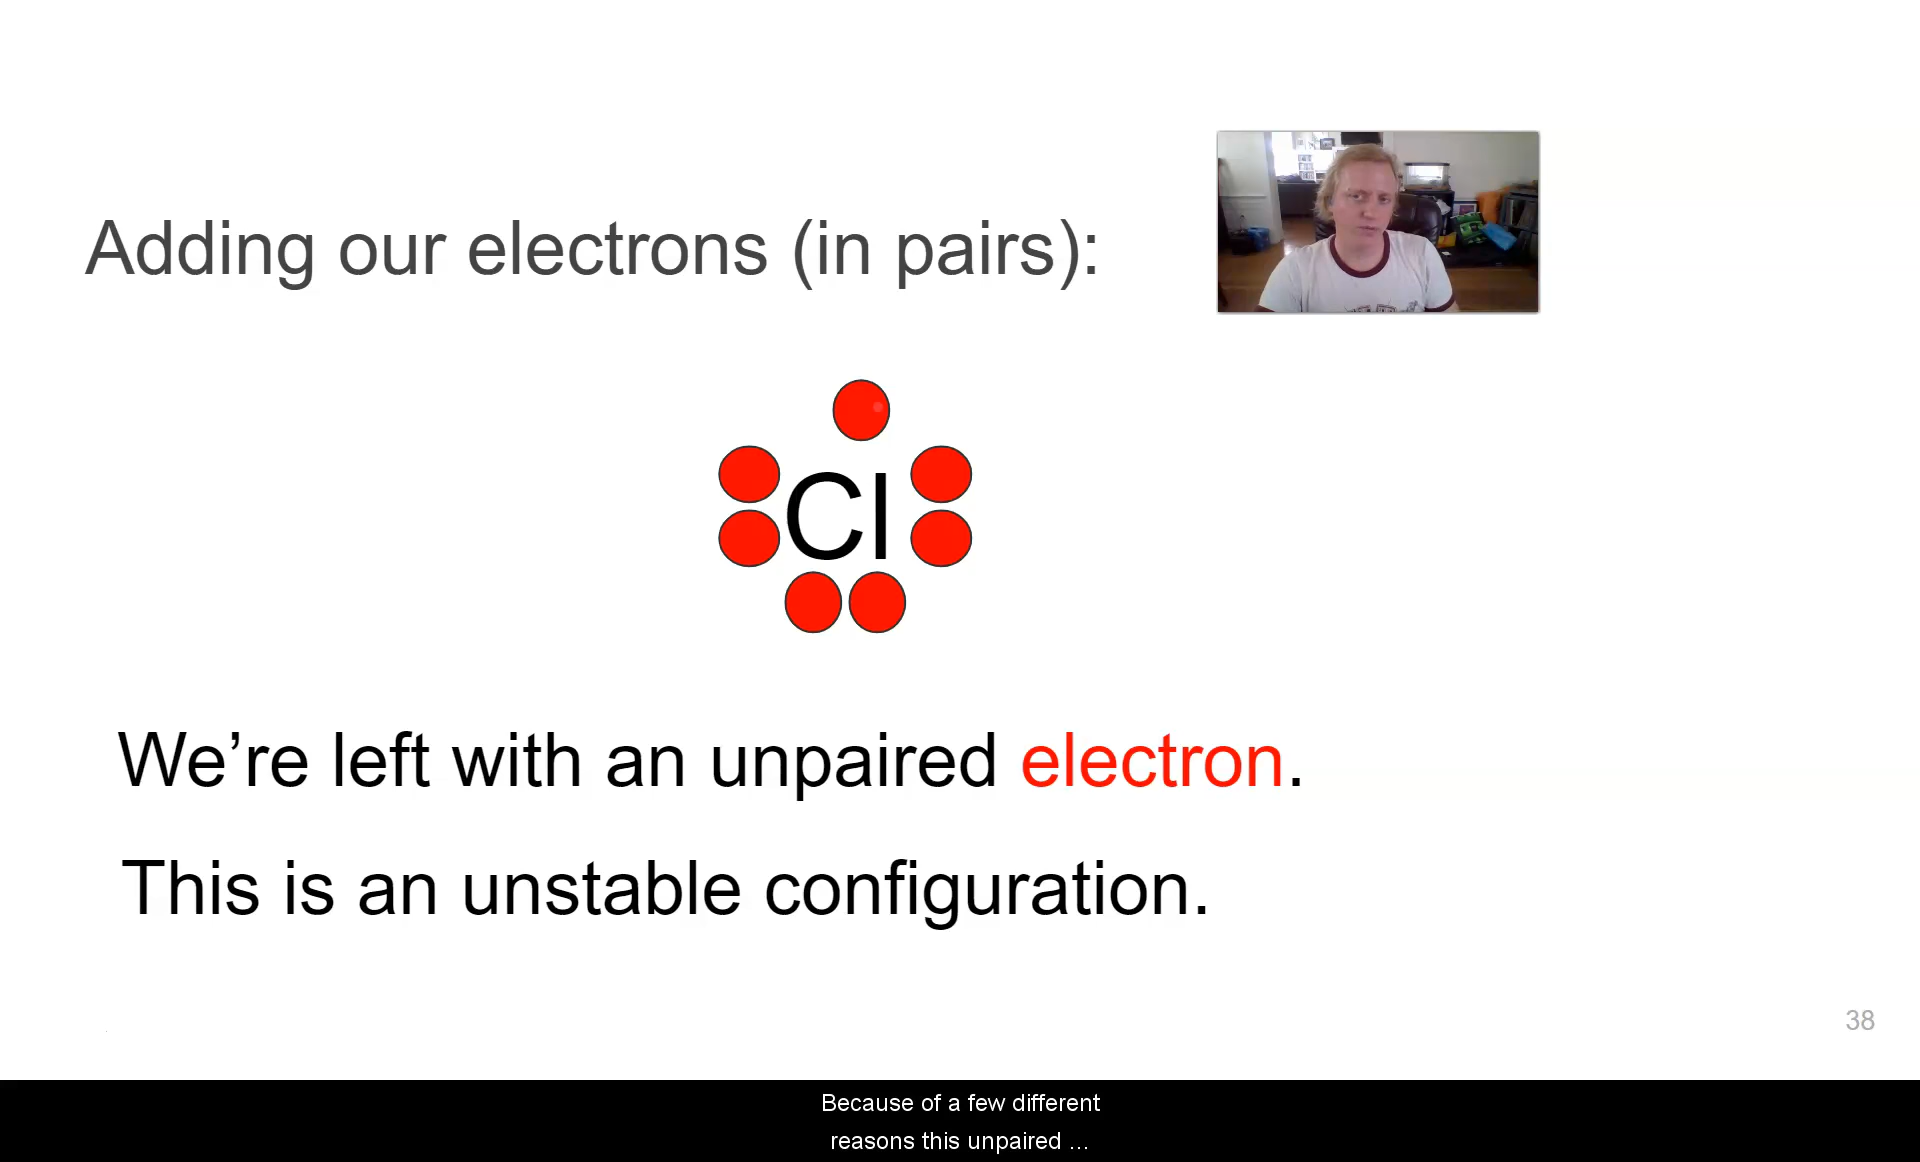 Adding our electrons (in pairs):
Cl
We’re left with an unpaired electron.
This is an unstable configuration.
38
Because of a few different
reasons this unpaired ...